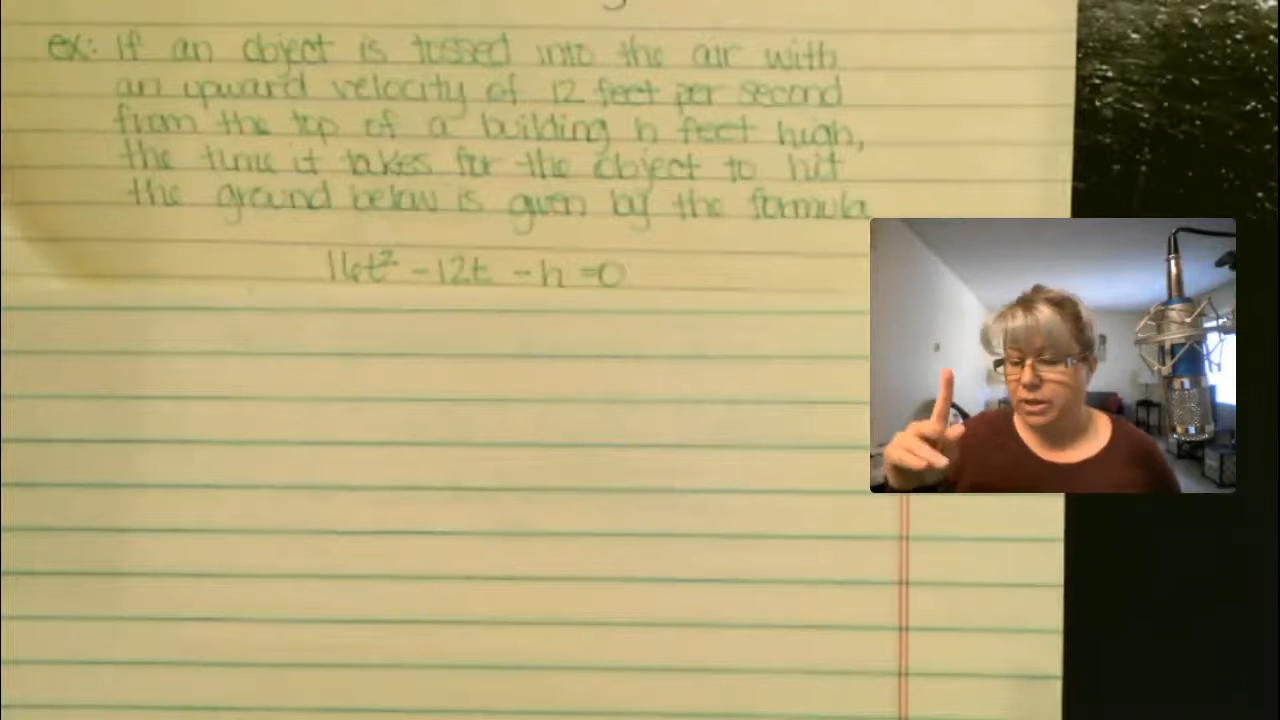 ex: If an object is tossed into the air with
an upward velocity of 12 feet per second
from the top of a building h feet high,
the time it takes for the object to hit
the ground below is given by the formula
16t² - 12t - h = 0